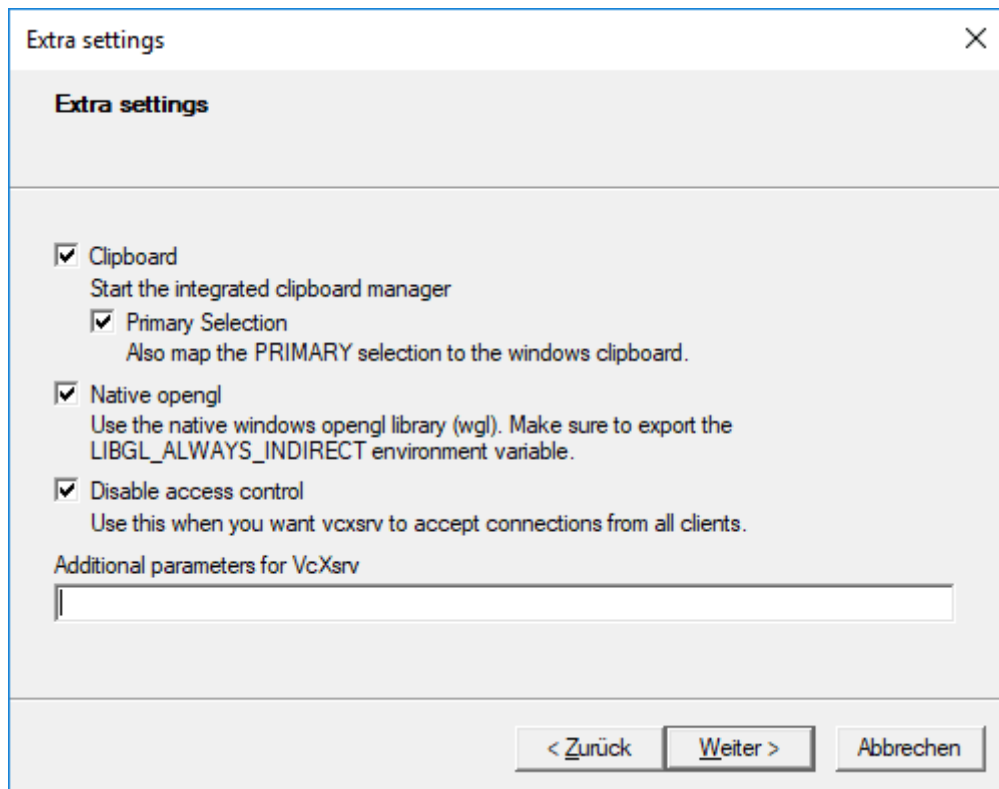 Extra settings
Extra settings
Clipboard
Start the integrated clipboard manager
Primary Selection
Also map the PRIMARY selection to the windows clipboard.
Native opengl
Use the native windows opengl library (wgl). Make sure to export the
LIBGL_ALWAYS_INDIRECT environment variable.
Disable access control
Use this when you want vcxsrv to accept connections from all clients.
Additional parameters for VcXsrv
< Zurück Weiter > Abbrechen